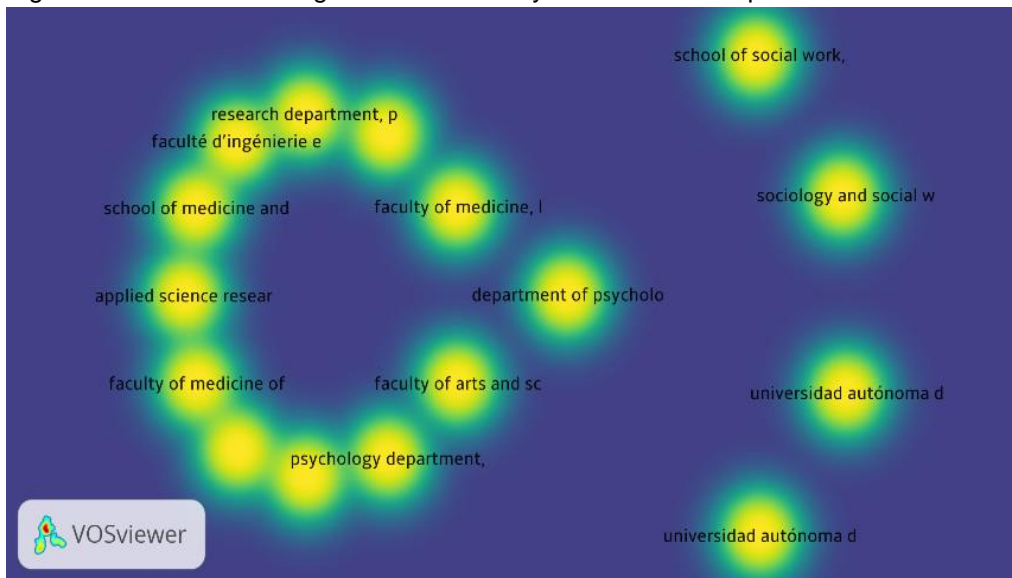 school of social work,
research department, p
faculté d'ingénierie e
sociology and social w
school of medicine and
faculty of medicine, l
applied science resear
department of psycholo
faculty of medicine of
faculty of arts and sc
universidad autónoma d
psychology department,
universidad autónoma d
VOSviewer